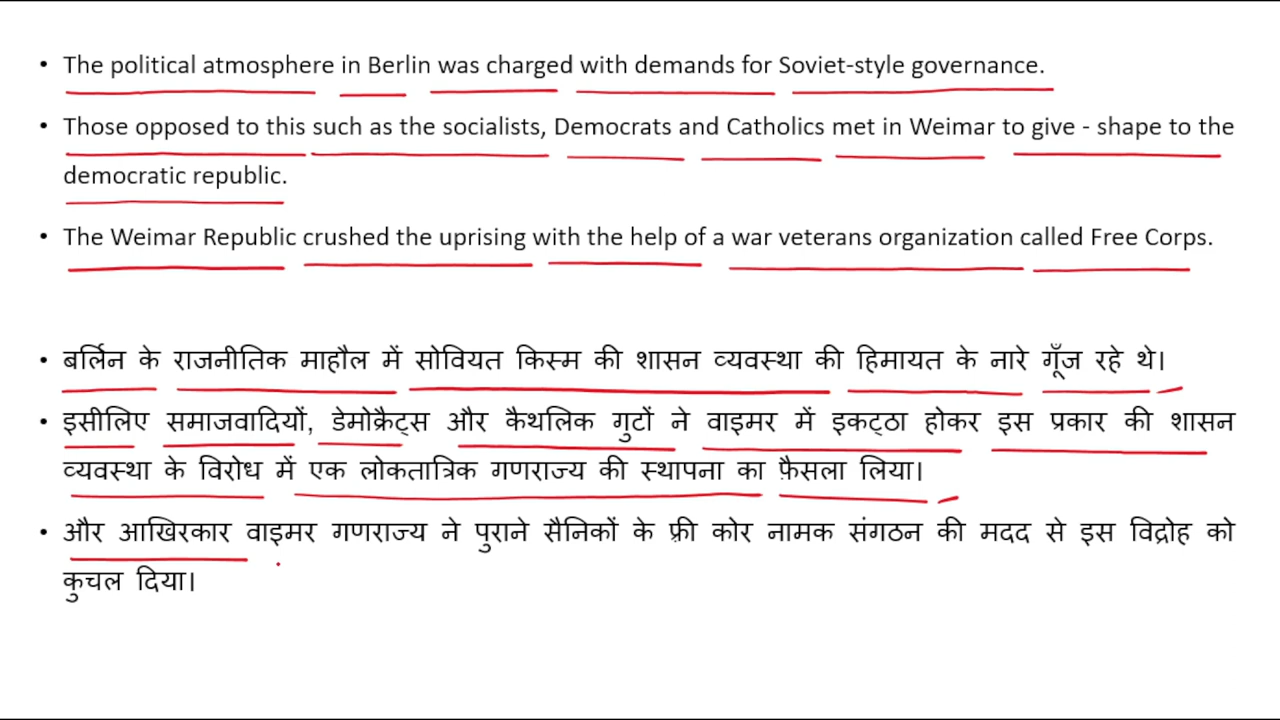 • The political atmosphere in Berlin was charged with demands for Soviet-style governance.
• Those opposed to this such as the socialists, Democrats and Catholics met in Weimar to give - shape to the
democratic republic.
• The Weimar Republic crushed the uprising with the help of a war veterans organization called Free Corps.
• बर्लिन के राजनीतिक माहौल में सोवियत किस्म की शासन व्यवस्था की हिमायत के नारे गूँज रहे थे।
• इसीलिए समाजवादियों, डेमोक्रैट्स और कैथलिक गुटों ने वाइमर में इकट्ठा होकर इस प्रकार की शासन
व्यवस्था के विरोध में एक लोकतात्रिक गणराज्य की स्थापना का फ़ैसला लिया।
• और आखिरकार वाइमर गणराज्य ने पुराने सैनिकों के फ़्री कोर नामक संगठन की मदद से इस विद्रोह को
कुचल दिया।